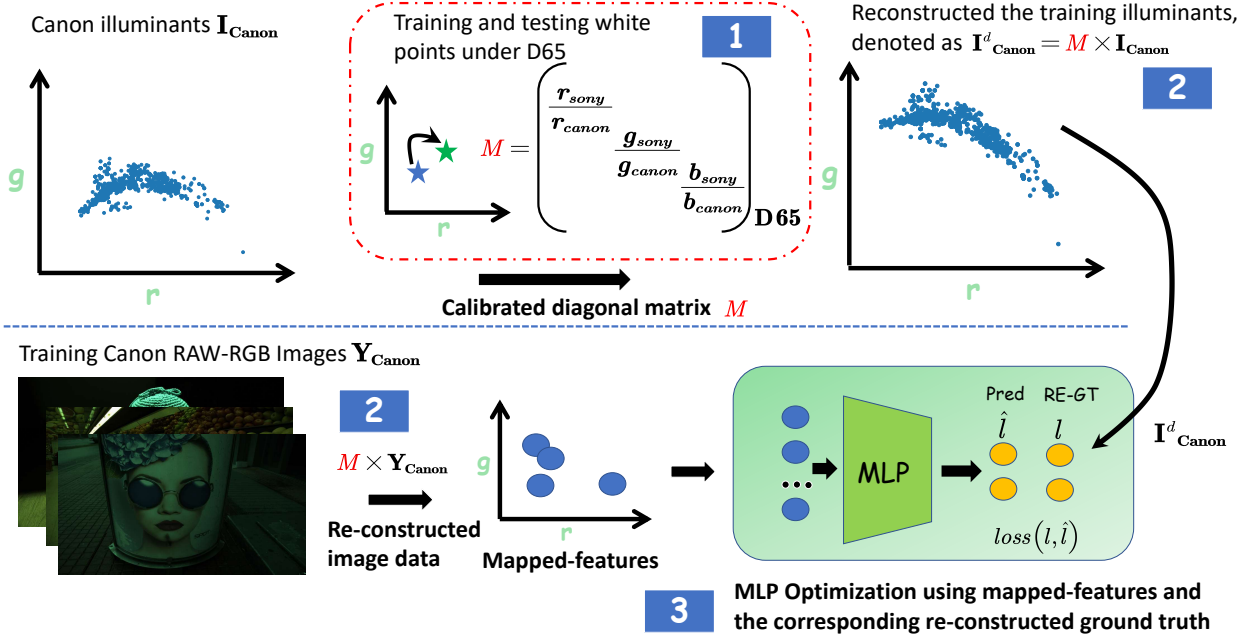 Canon illuminants I_Canon
g
r
Training and testing white
points under D65
1
g
r
M = ( r_sony / r_canon g_sony / g_canon b_sony / b_canon )_D65
Calibrated diagonal matrix M
Reconstructed the training illuminants,
denoted as I^d_Canon = M × I_Canon
2
g
r
Training Canon RAW-RGB Images Y_Canon
2
M × Y_Canon
Re-constructed
image data
g
r
Mapped-features
MLP
Pred RE-GT
l̂ l
loss(l, l̂)
I^d_Canon
3
MLP Optimization using mapped-features and
the corresponding re-constructed ground truth